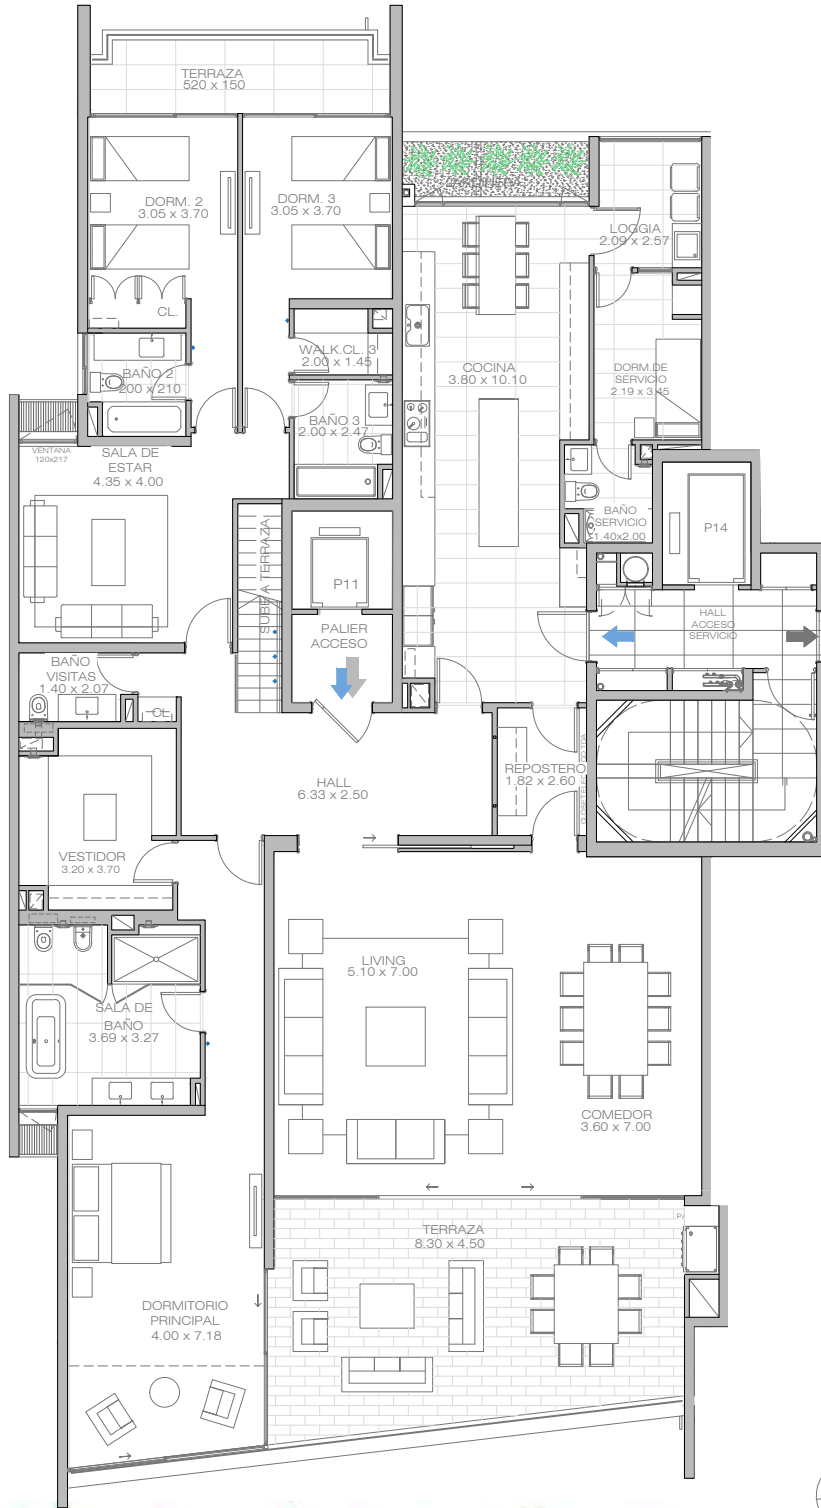 TERRAZA
520 x 150
DORM. 2
3.05 x 3.70
DORM. 3
3.05 x 3.70
LOGGIA
2.09 x 2.57
CL.
WALK.CL. 3
2.00 x 1.45
COCINA
3.80 x 10.10
DORM.DE
SERVICIO
2.19 x 3.45
BAÑO 2
200 x 210
BAÑO 3
2.00 x 2.47
VENTANA
120x217
SALA DE
ESTAR
4.35 x 4.00
BAÑO
SERVICIO
1.40x2.00
P14
SUBE A TERRAZA
P11
PALIER
ACCESO
HALL
ACCESO
SERVICIO
BAÑO
VISITAS
1.40 x 2.07
CL.
HALL
6.33 x 2.50
REPOSTERO
1.82 x 2.60
VESTIDOR
3.20 x 3.70
LIVING
5.10 x 7.00
SALA DE
BAÑO
3.69 x 3.27
COMEDOR
3.60 x 7.00
TERRAZA
8.30 x 4.50
DORMITORIO
PRINCIPAL
4.00 x 7.18